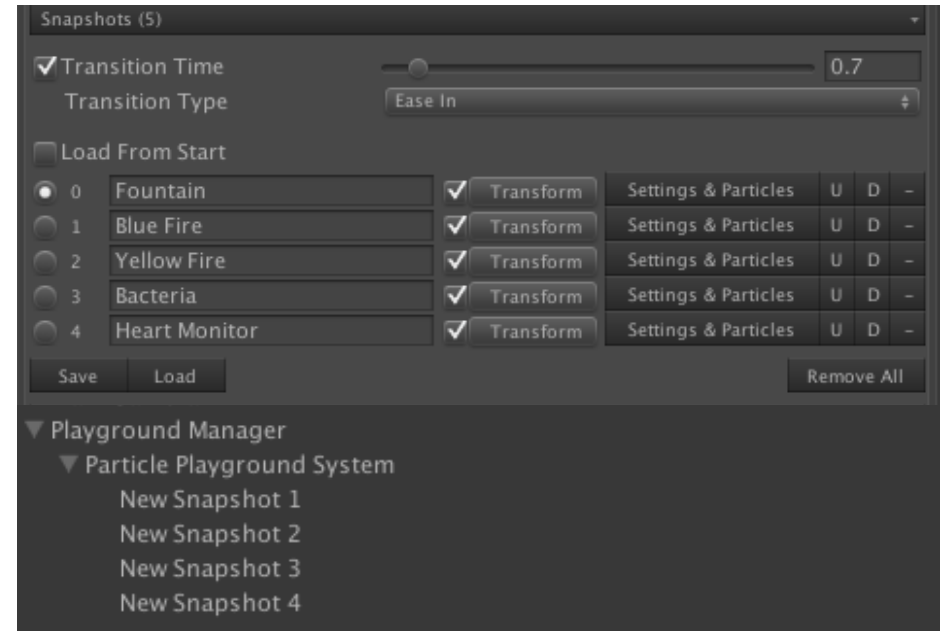 Snapshots (5)
Transition Time 0.7
Transition Type Ease In
Load From Start
0 Fountain Transform Settings & Particles U D –
1 Blue Fire Transform Settings & Particles U D –
2 Yellow Fire Transform Settings & Particles U D –
3 Bacteria Transform Settings & Particles U D –
4 Heart Monitor Transform Settings & Particles U D –
Save Load Remove All
Playground Manager
Particle Playground System
New Snapshot 1
New Snapshot 2
New Snapshot 3
New Snapshot 4